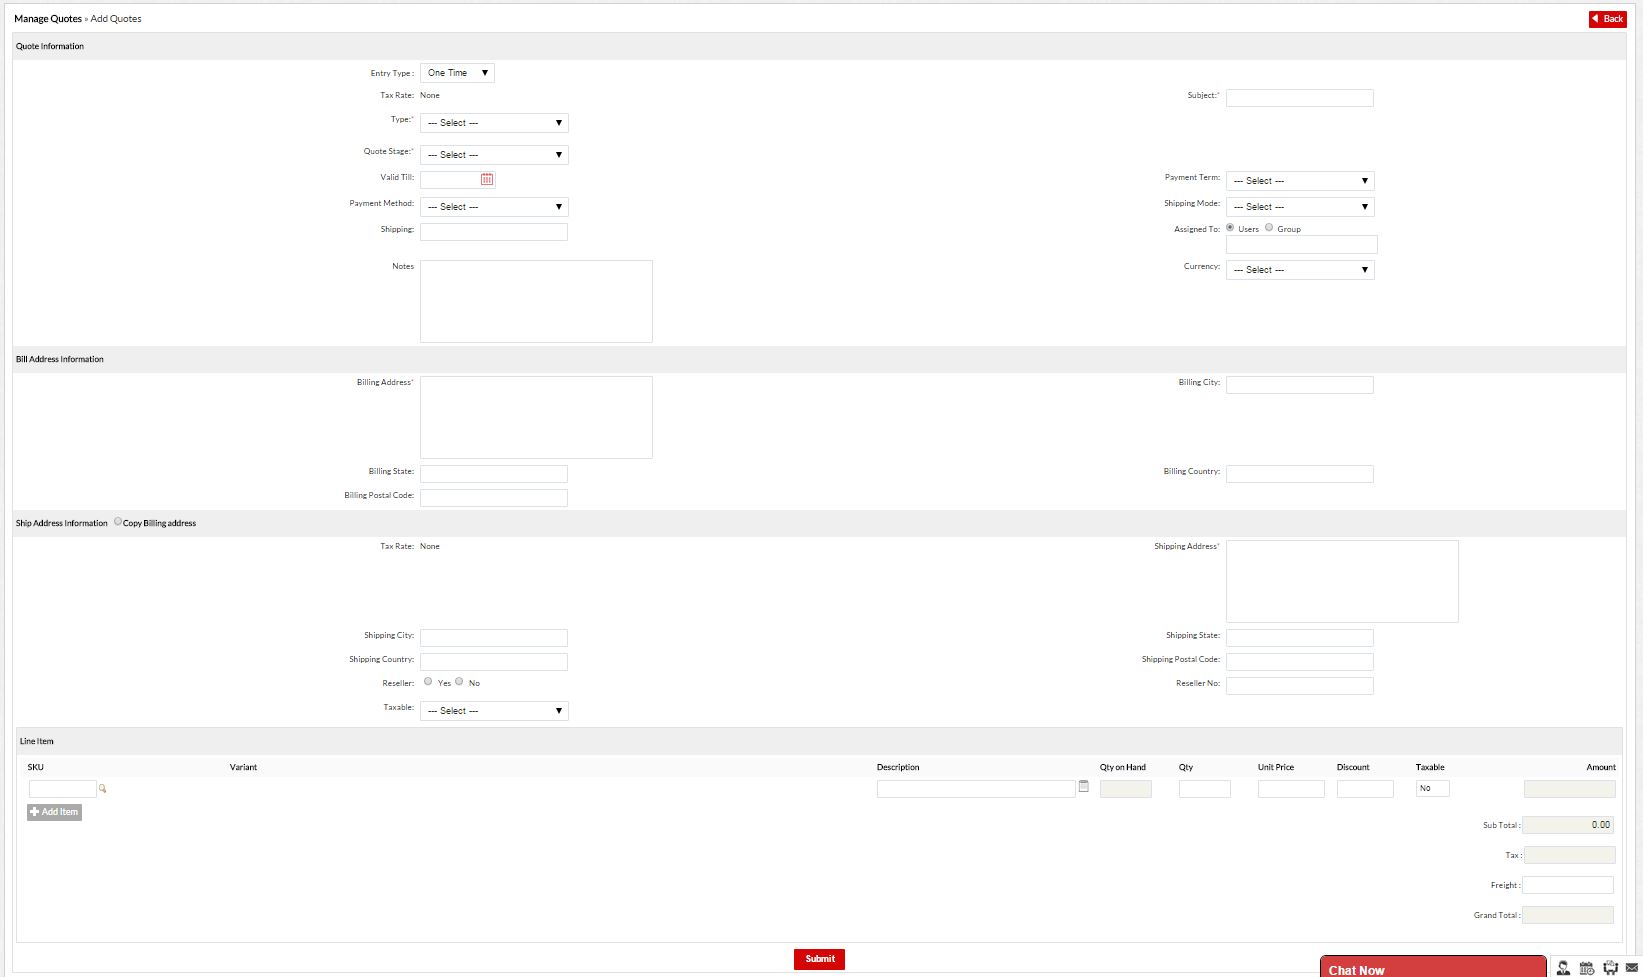 Manage Quotes » Add Quotes
Back
Quote Information
Entry Type : One Time
Tax Rate: None
Subject:*
Type:* --- Select ---
Quote Stage:* --- Select ---
Valid Till:
Payment Term: --- Select ---
Payment Method: --- Select ---
Shipping Mode: --- Select ---
Shipping:
Assigned To: Users Group
Notes
Currency: --- Select ---
Bill Address Information
Billing Address*
Billing City:
Billing State:
Billing Country:
Billing Postal Code:
Ship Address Information Copy Billing address
Tax Rate: None
Shipping Address*
Shipping City:
Shipping State:
Shipping Country:
Shipping Postal Code:
Reseller: Yes No
Reseller No:
Taxable: --- Select ---
Line Item
SKU Variant Description Qty on Hand Qty Unit Price Discount Taxable Amount
No
Add Item
Sub Total : 0.00
Tax :
Freight :
Grand Total :
Submit
Chat Now